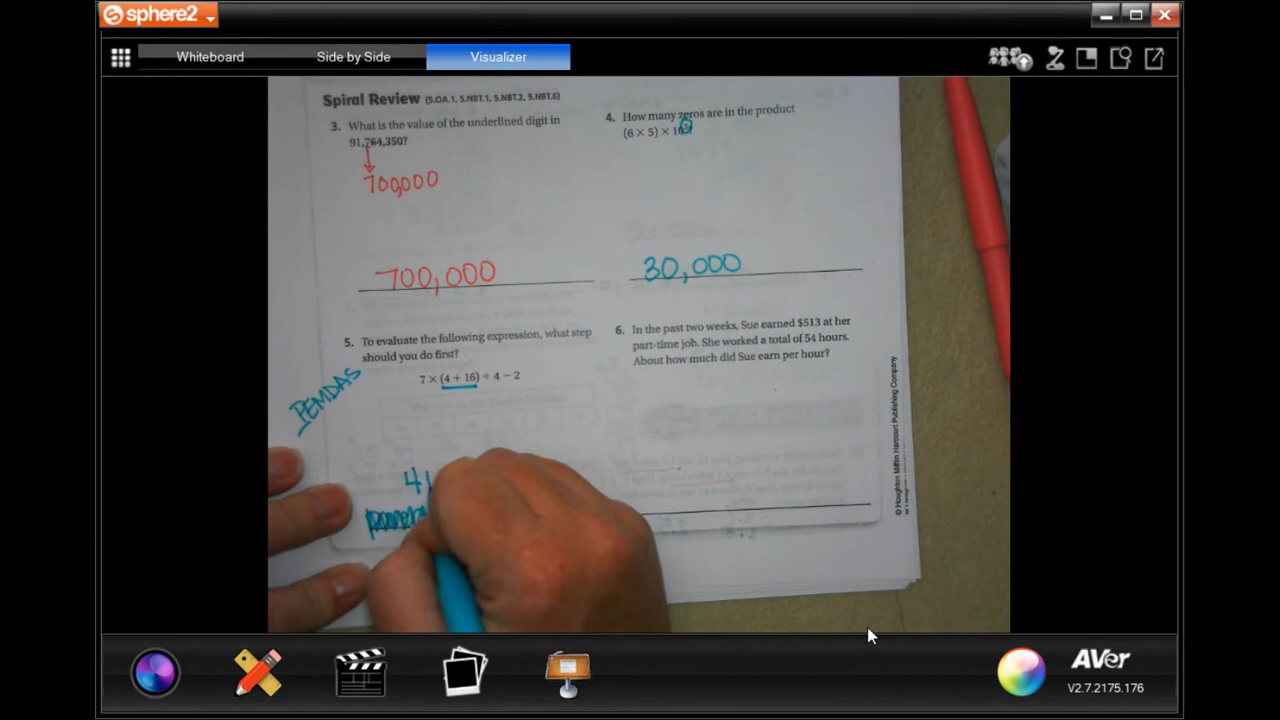 sphere2
Whiteboard
Side by Side
Visualizer
Spiral Review (5.OA.1, 5.NBT.1, 5.NBT.2, 5.NBT.6)
3. What is the value of the underlined digit in
91,764,350?
700,000
700,000
4. How many zeros are in the product
(6 × 5) × 10
30,000
5. To evaluate the following expression, what step
should you do first?
7 × (4 + 16) ÷ 4 − 2
PEMDAS
4
6. In the past two weeks, Sue earned $513 at her
part-time job. She worked a total of 54 hours.
About how much did Sue earn per hour?
© Houghton Mifflin Harcourt Publishing Company
AVer
V2.7.2175.176